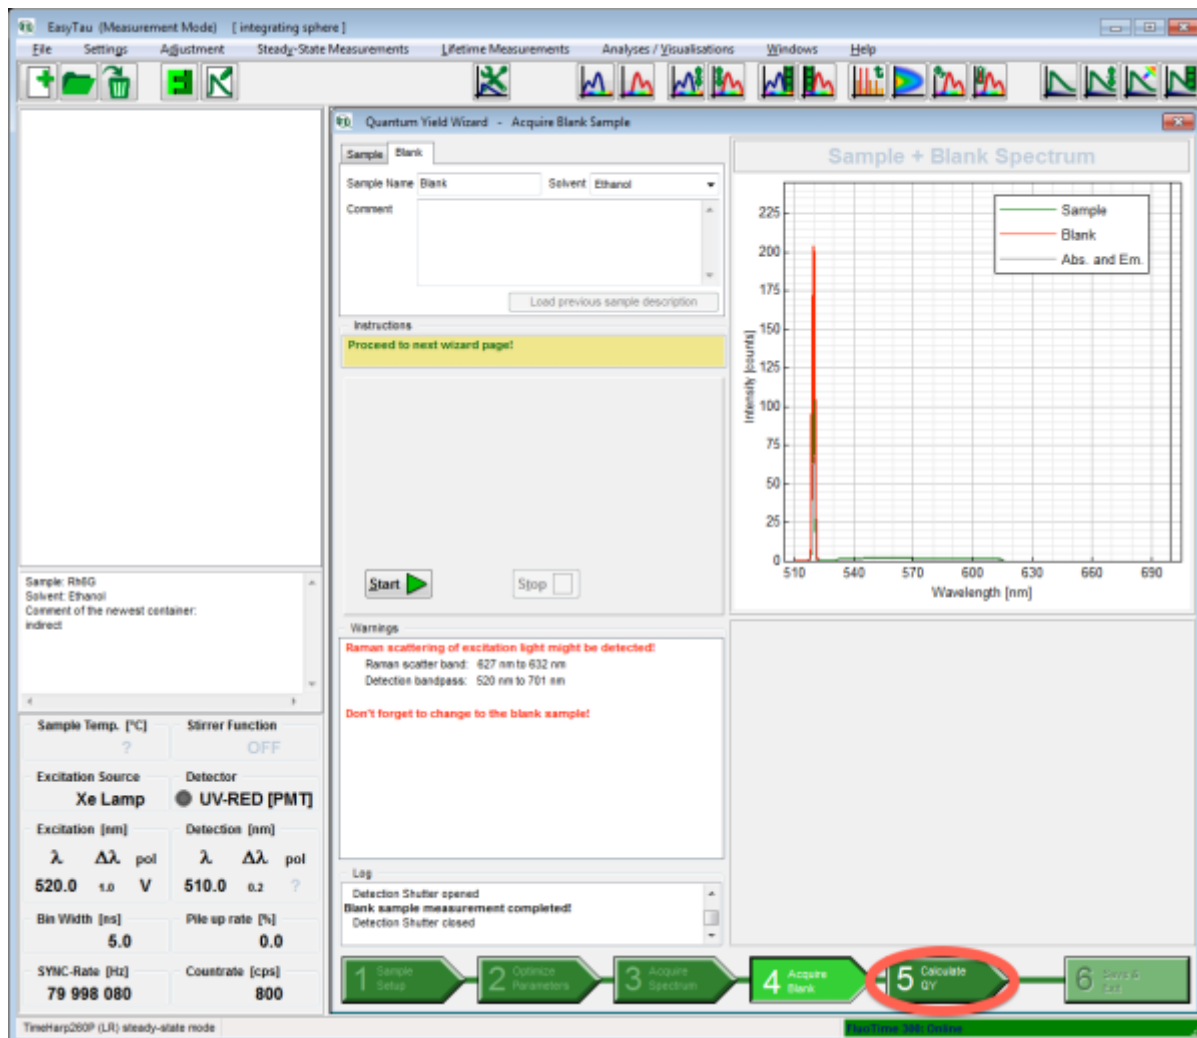 EasyTau (Measurement Mode) [ integrating sphere ]
File Settings Adjustment Steady-State Measurements Lifetime Measurements Analyses / Visualisations Windows Help
Quantum Yield Wizard - Acquire Blank Sample
Sample Blank
Sample Name Blank Solvent Ethanol
Comment
Load previous sample description
Instructions
Proceed to next wizard page!
Start Stop
Sample + Blank Spectrum
Sample
Blank
Abs. and Em.
Intensity [counts]
225
200
175
150
125
100
75
50
25
0
510 540 570 600 630 660 690
Wavelength [nm]
Sample: Rh6G
Solvent: Ethanol
Comment of the newest container:
indirect
Warnings
Raman scattering of excitation light might be detected!
Raman scatter band: 627 nm to 632 nm
Detection bandpass: 520 nm to 701 nm
Don't forget to change to the blank sample!
Sample Temp. [°C] Stirrer Function
? OFF
Excitation Source Detector
Xe Lamp UV-RED [PMT]
Excitation [nm] Detection [nm]
λ Δλ pol λ Δλ pol
520.0 1.0 V 510.0 0.2 ?
Bin Width [ns] Pile up rate [%]
5.0 0.0
SYNC-Rate [Hz] Countrate [cps]
79 998 080 800
Log
Detection Shutter opened
Blank sample measurement completed!
Detection Shutter closed
1 Sample Setup
2 Optimize Parameters
3 Acquire Spectrum
4 Acquire Blank
5 Calculate QY
6 Save & Exit
TimeHarp260P (LR) steady-state mode
FluoTime 300: Online